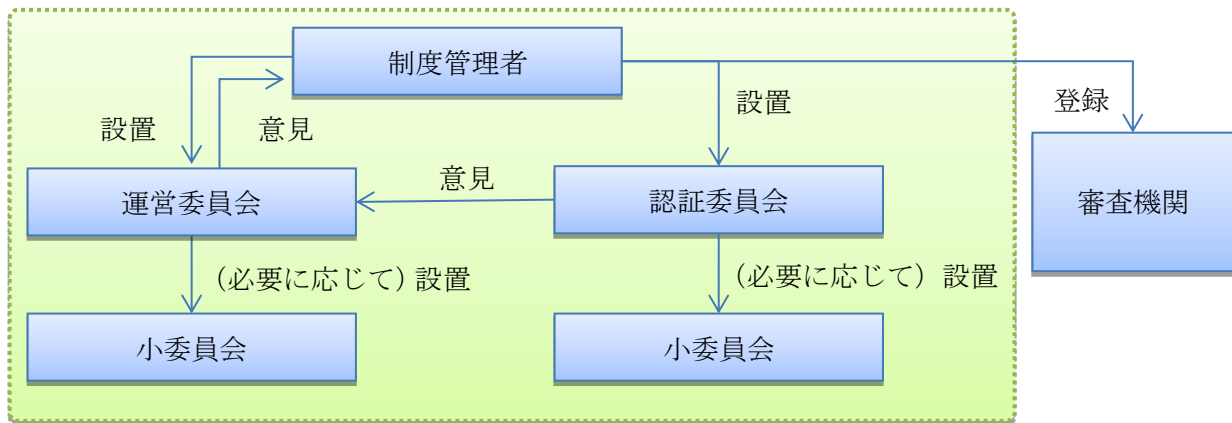 制度管理者
設置
意見
設置
登録
運営委員会
意見
認証委員会
審査機関
(必要に応じて) 設置
(必要に応じて) 設置
小委員会
小委員会